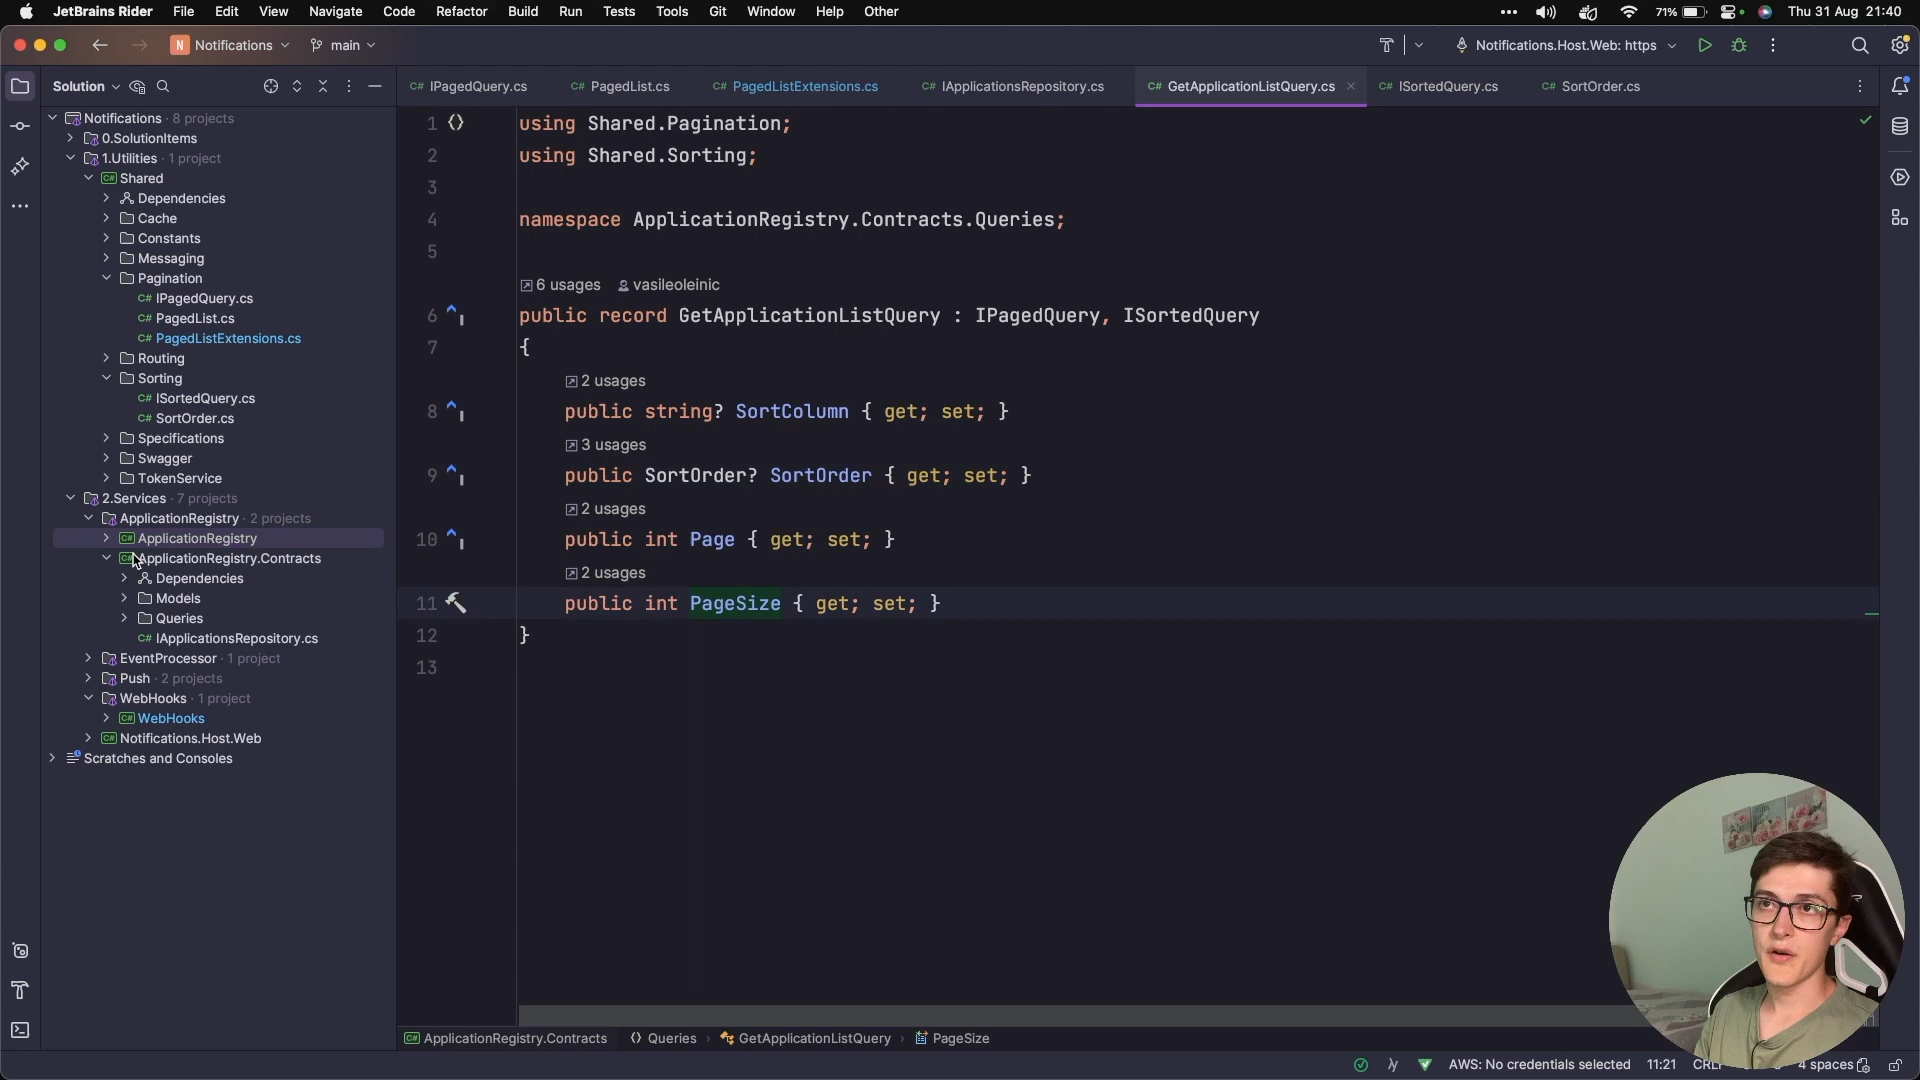 JetBrains Rider File Edit View Navigate Code Refactor Build Run Tests Tools Git Window Help Other
71% Thu 31 Aug 21:40
N Notifications main
Notifications.Host.Web: https
Solution
IPagedQuery.cs PagedList.cs PagedListExtensions.cs IApplicationsRepository.cs GetApplicationListQuery.cs ISortedQuery.cs SortOrder.cs
Notifications · 8 projects
0.SolutionItems
1.Utilities · 1 project
Shared
Dependencies
Cache
Constants
Messaging
Pagination
C# IPagedQuery.cs
C# PagedList.cs
C# PagedListExtensions.cs
Routing
Sorting
C# ISortedQuery.cs
C# SortOrder.cs
Specifications
Swagger
TokenService
2.Services · 7 projects
ApplicationRegistry · 2 projects
ApplicationRegistry
ApplicationRegistry.Contracts
Dependencies
Models
Queries
C# IApplicationsRepository.cs
EventProcessor · 1 project
Push · 2 projects
WebHooks · 1 project
WebHooks
Notifications.Host.Web
Scratches and Consoles
1 using Shared.Pagination;
2 using Shared.Sorting;
3
4 namespace ApplicationRegistry.Contracts.Queries;
5
6 usages vasileoleinic
6 public record GetApplicationListQuery : IPagedQuery, ISortedQuery
7 {
2 usages
8 public string? SortColumn { get; set; }
3 usages
9 public SortOrder? SortOrder { get; set; }
2 usages
10 public int Page { get; set; }
2 usages
11 public int PageSize { get; set; }
12 }
13
ApplicationRegistry.Contracts Queries GetApplicationListQuery PageSize
AWS: No credentials selected 11:21 4 spaces